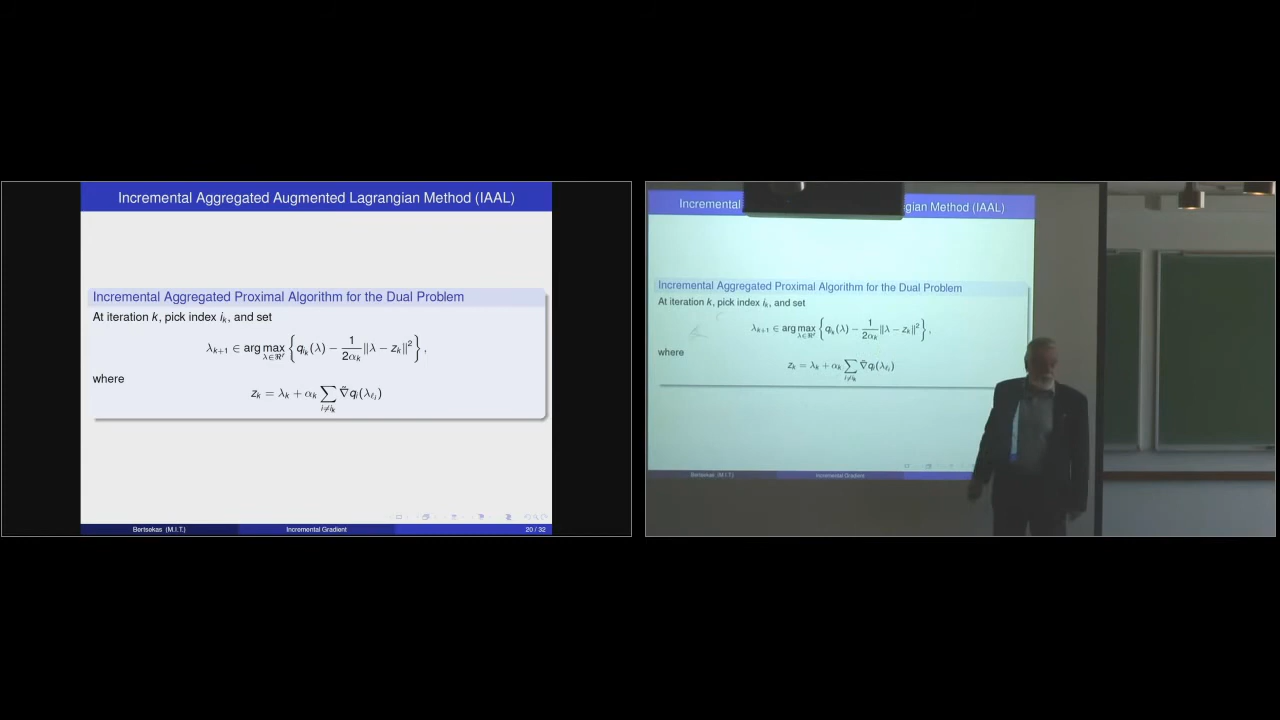 Incremental Aggregated Augmented Lagrangian Method (IAAL)
Incremental Aggregated Proximal Algorithm for the Dual Problem
At iteration k, pick index i_k, and set
λ_{k+1} ∈ arg max_{λ∈ℜ^r} { q_{i_k}(λ) − 1/(2α_k) ‖λ − z_k‖² },
where
z_k = λ_k + α_k ∑_{i≠i_k} ∇̃q_i(λ_{ℓ_i})
Bertsekas (M.I.T.) Incremental Gradient 20 / 32
Incremental gian Method (IAAL)
Incremental Aggregated Proximal Algorithm for the Dual Problem
At iteration k, pick index i_k, and set
λ_{k+1} ∈ arg max_{λ∈ℜ^r} { q_{i_k}(λ) − 1/(2α_k) ‖λ − z_k‖² },
where
z_k = λ_k + α_k ∑_{i≠i_k} ∇̃q_i(λ_{ℓ_i})
Bertsekas (M.I.T.) Incremental Gradient